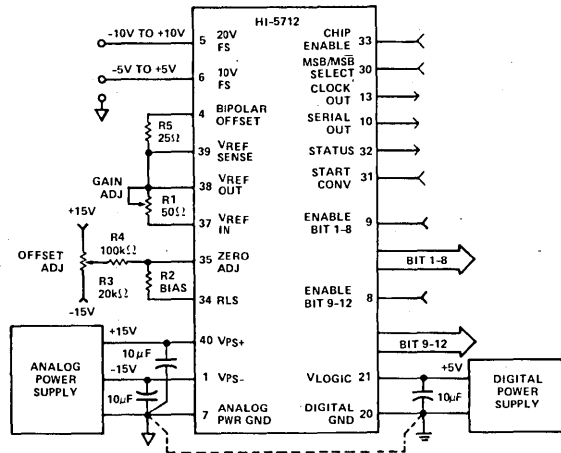 HI-5712
-10V TO +10V
5
20V
FS
-5V TO +5V
6
10V
FS
4
BIPOLAR
OFFSET
R5
25Ω
39
VREF
SENSE
GAIN
ADJ
38
VREF
OUT
R1
50Ω
37
VREF
IN
+15V
OFFSET
ADJ
R4
100kΩ
35
ZERO
ADJ
R3
20kΩ
R2
BIAS
34
RLS
-15V
ANALOG
POWER
SUPPLY
+15V
40
VPS+
10μF
-15V
1
VPS-
10μF
7
ANALOG
PWR GND
CHIP
ENABLE
33
MSB/M̅S̅B̅
SELECT
30
CLOCK
OUT
13
SERIAL
OUT
10
STATUS
32
START
CONV
31
ENABLE
BIT 1-8
9
BIT 1-8
ENABLE
BIT 9-12
8
BIT 9-12
VLOGIC
21
+5V
10μF
DIGITAL
GND
20
DIGITAL
POWER
SUPPLY